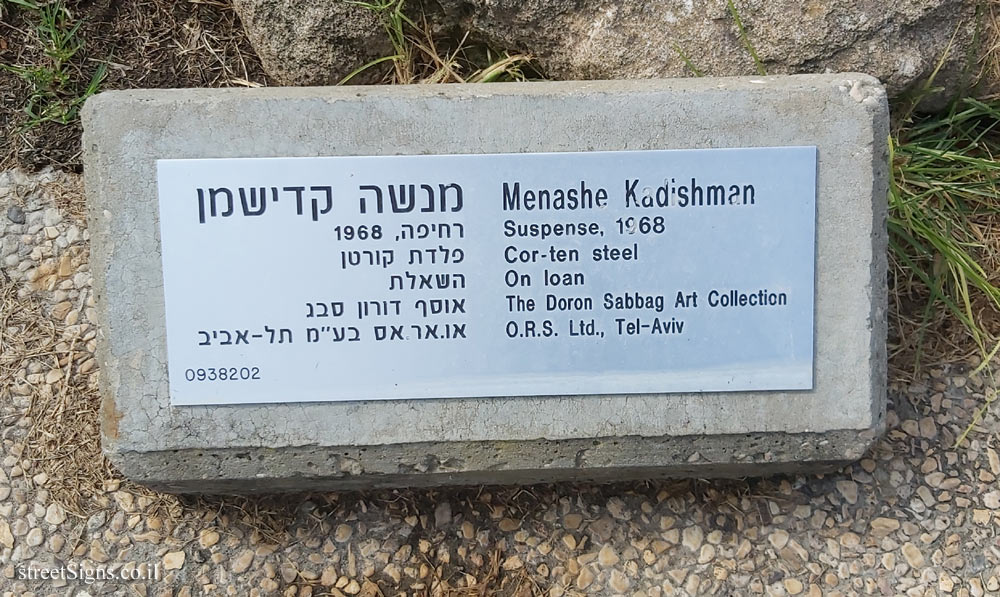 מנשה קדישמן
רחיפה, 1968
פלדת קורטן
השאלת
אוסף דורון סבג
או.אר.אס בע"מ תל-אביב
0938202
Menashe Kadishman
Suspense, 1968
Cor-ten steel
On loan
The Doron Sabbag Art Collection
O.R.S. Ltd., Tel-Aviv
streetSigns.co.il